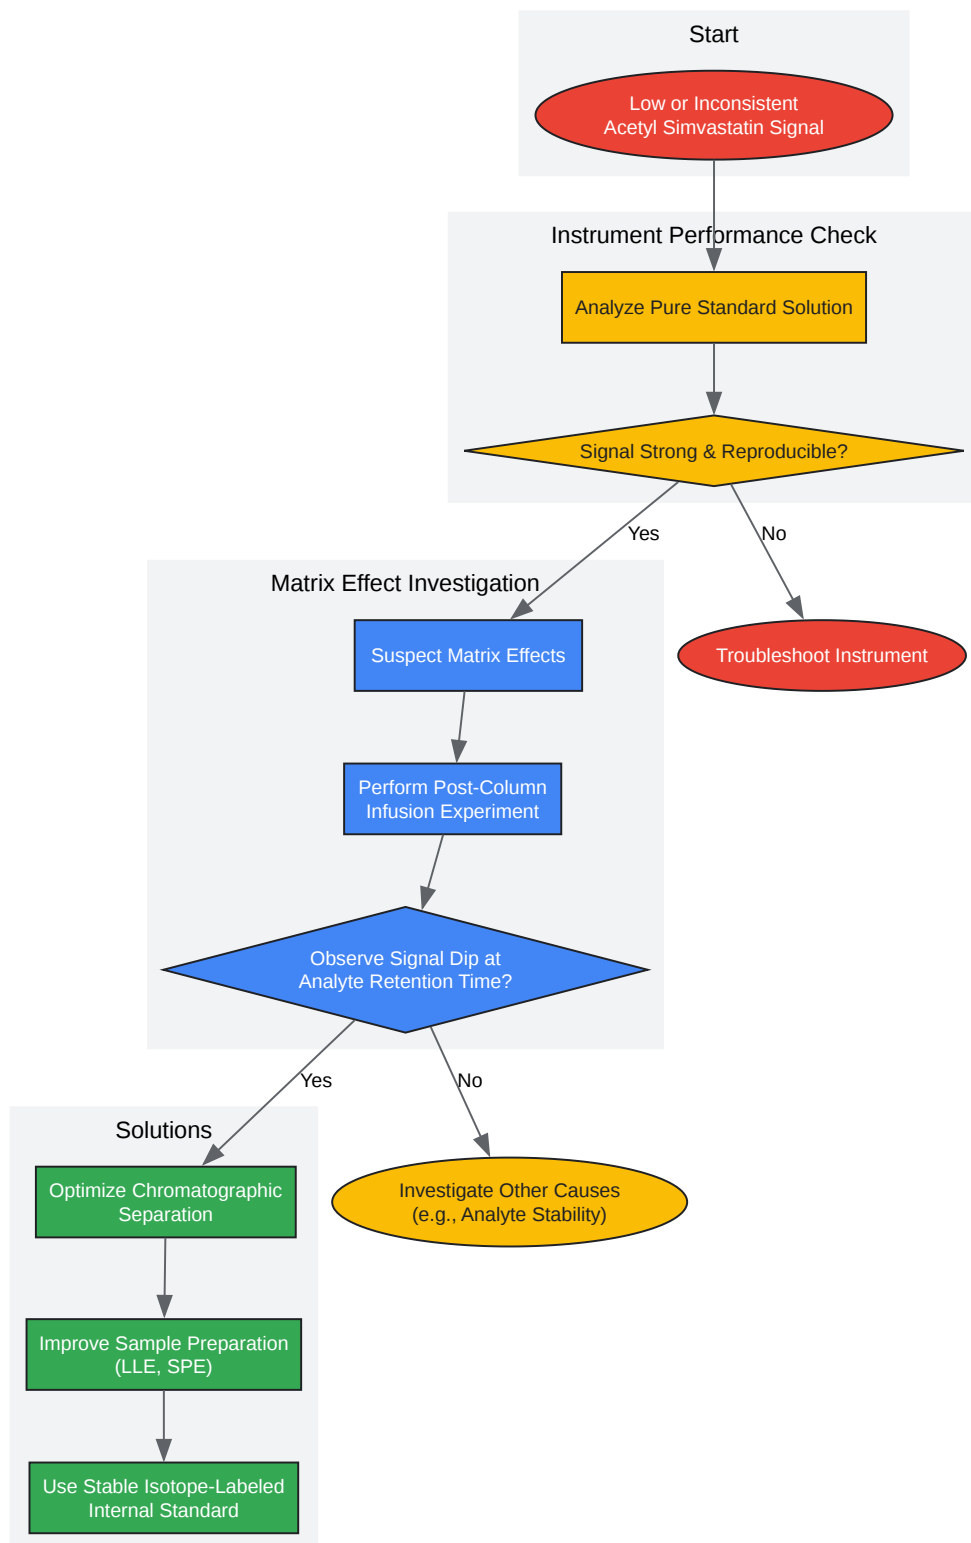 Start
Low or Inconsistent
Acetyl Simvastatin Signal
Instrument Performance Check
Analyze Pure Standard Solution
Signal Strong & Reproducible?
Yes
No
Matrix Effect Investigation
Suspect Matrix Effects
Troubleshoot Instrument
Perform Post-Column
Infusion Experiment
Observe Signal Dip at
Analyte Retention Time?
Yes
No
Solutions
Optimize Chromatographic
Separation
Investigate Other Causes
(e.g., Analyte Stability)
Improve Sample Preparation
(LLE, SPE)
Use Stable Isotope-Labeled
Internal Standard